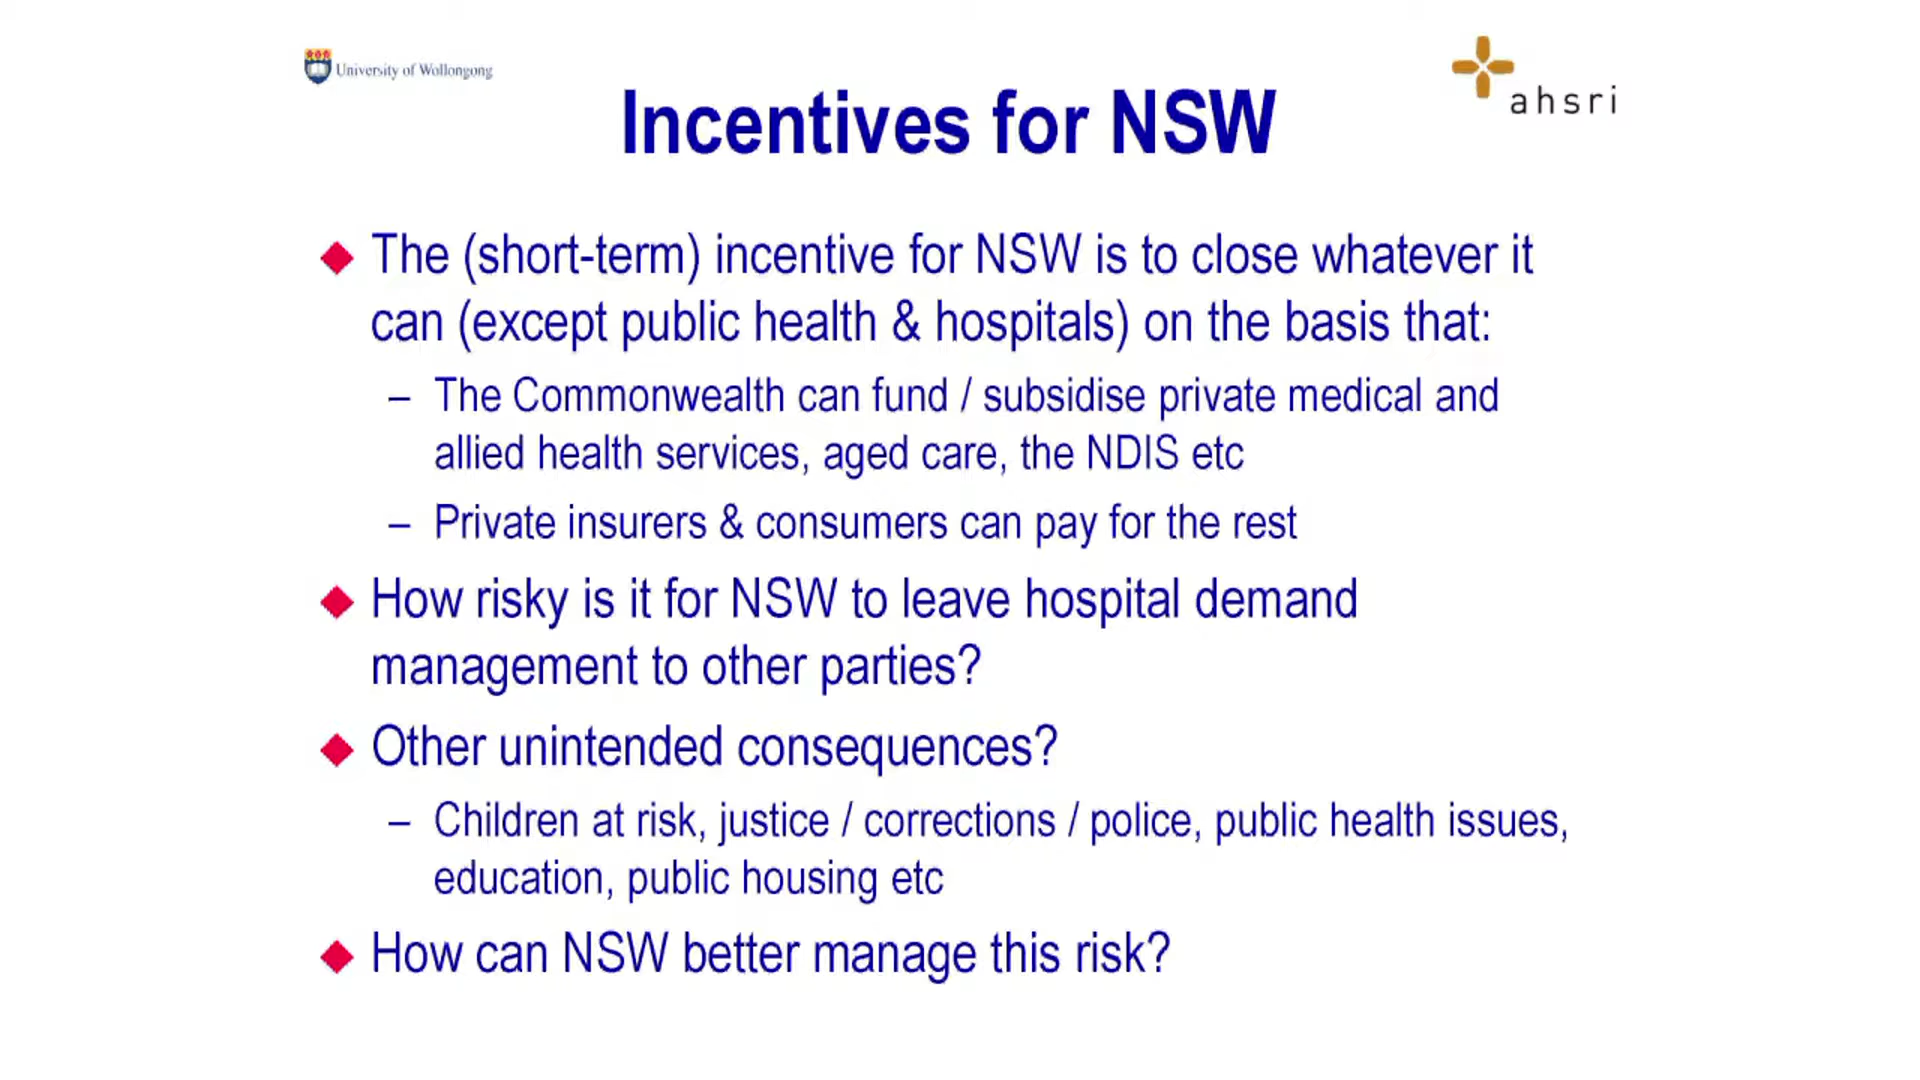 University of Wollongong
ahsri
Incentives for NSW
The (short-term) incentive for NSW is to close whatever it
can (except public health & hospitals) on the basis that:
– The Commonwealth can fund / subsidise private medical and
allied health services, aged care, the NDIS etc
– Private insurers & consumers can pay for the rest
How risky is it for NSW to leave hospital demand
management to other parties?
Other unintended consequences?
– Children at risk, justice / corrections / police, public health issues,
education, public housing etc
How can NSW better manage this risk?